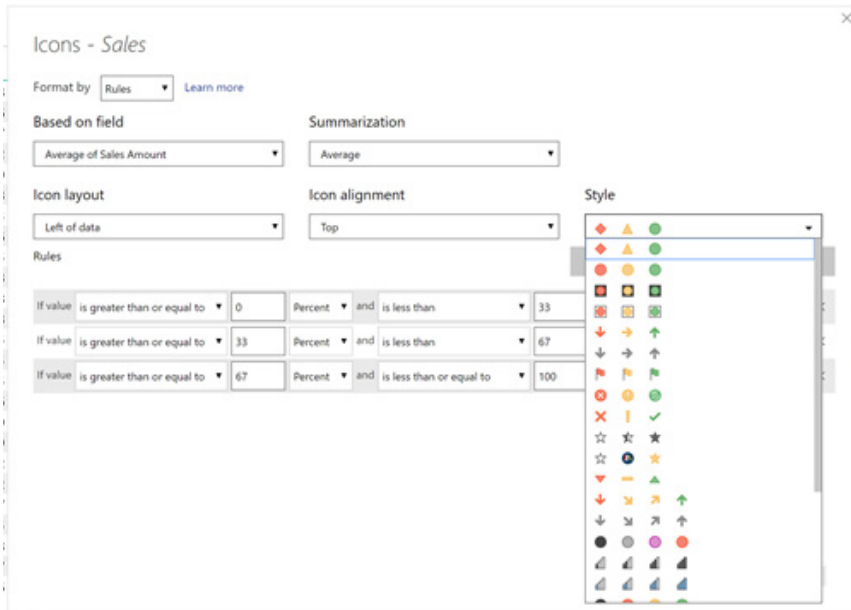 Icons - Sales
Format by Rules Learn more
Based on field Summarization
Average of Sales Amount Average
Icon layout Icon alignment Style
Left of data Top
Rules
If value is greater than or equal to 0 Percent and is less than 33
If value is greater than or equal to 33 Percent and is less than 67
If value is greater than or equal to 67 Percent and is less than or equal to 100